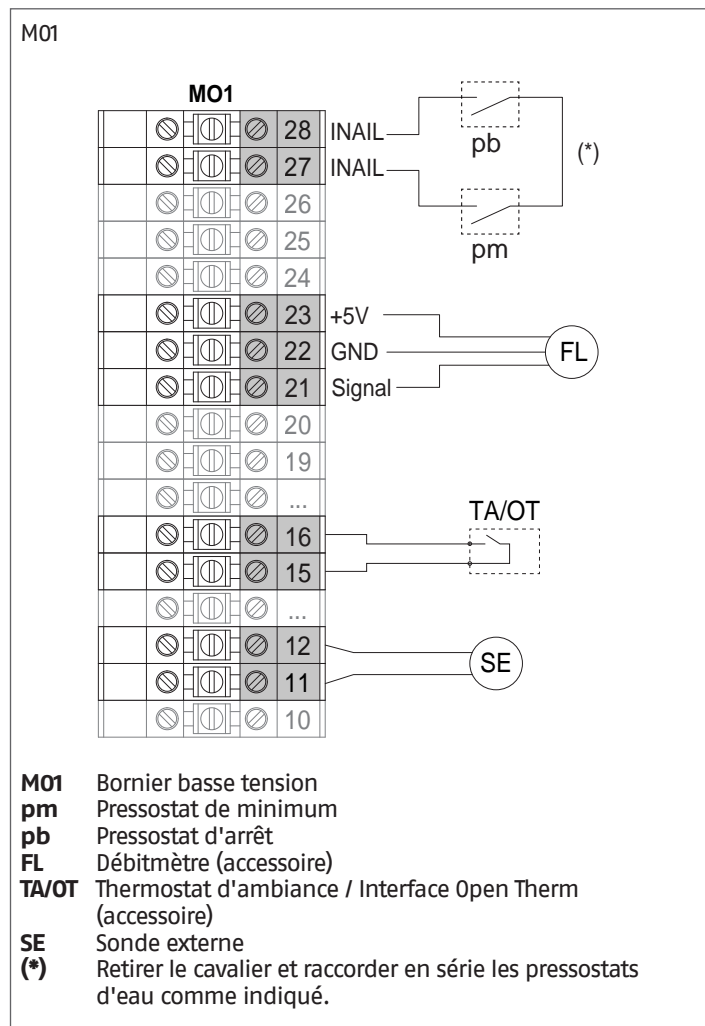 M01
MO1
28 INAIL
pb
(*)
27 INAIL
26
pm
25
24
23 +5V
22 GND
FL
21 Signal
20
19
...
TA/OT
16
15
...
12
SE
11
10
M01 Bornier basse tension
pm Pressostat de minimum
pb Pressostat d'arrêt
FL Débitmètre (accessoire)
TA/OT Thermostat d'ambiance / Interface Open Therm
(accessoire)
SE Sonde externe
(*) Retirer le cavalier et raccorder en série les pressostats
d'eau comme indiqué.